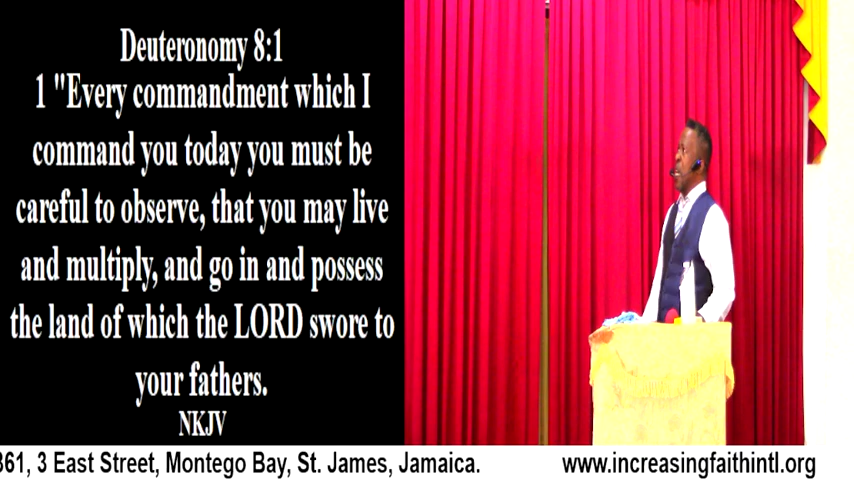 Deuteronomy 8:1
1 "Every commandment which I
command you today you must be
careful to observe, that you may live
and multiply, and go in and possess
the land of which the LORD swore to
your fathers.
NKJV
361, 3 East Street, Montego Bay, St. James, Jamaica. www.increasingfaithintl.org